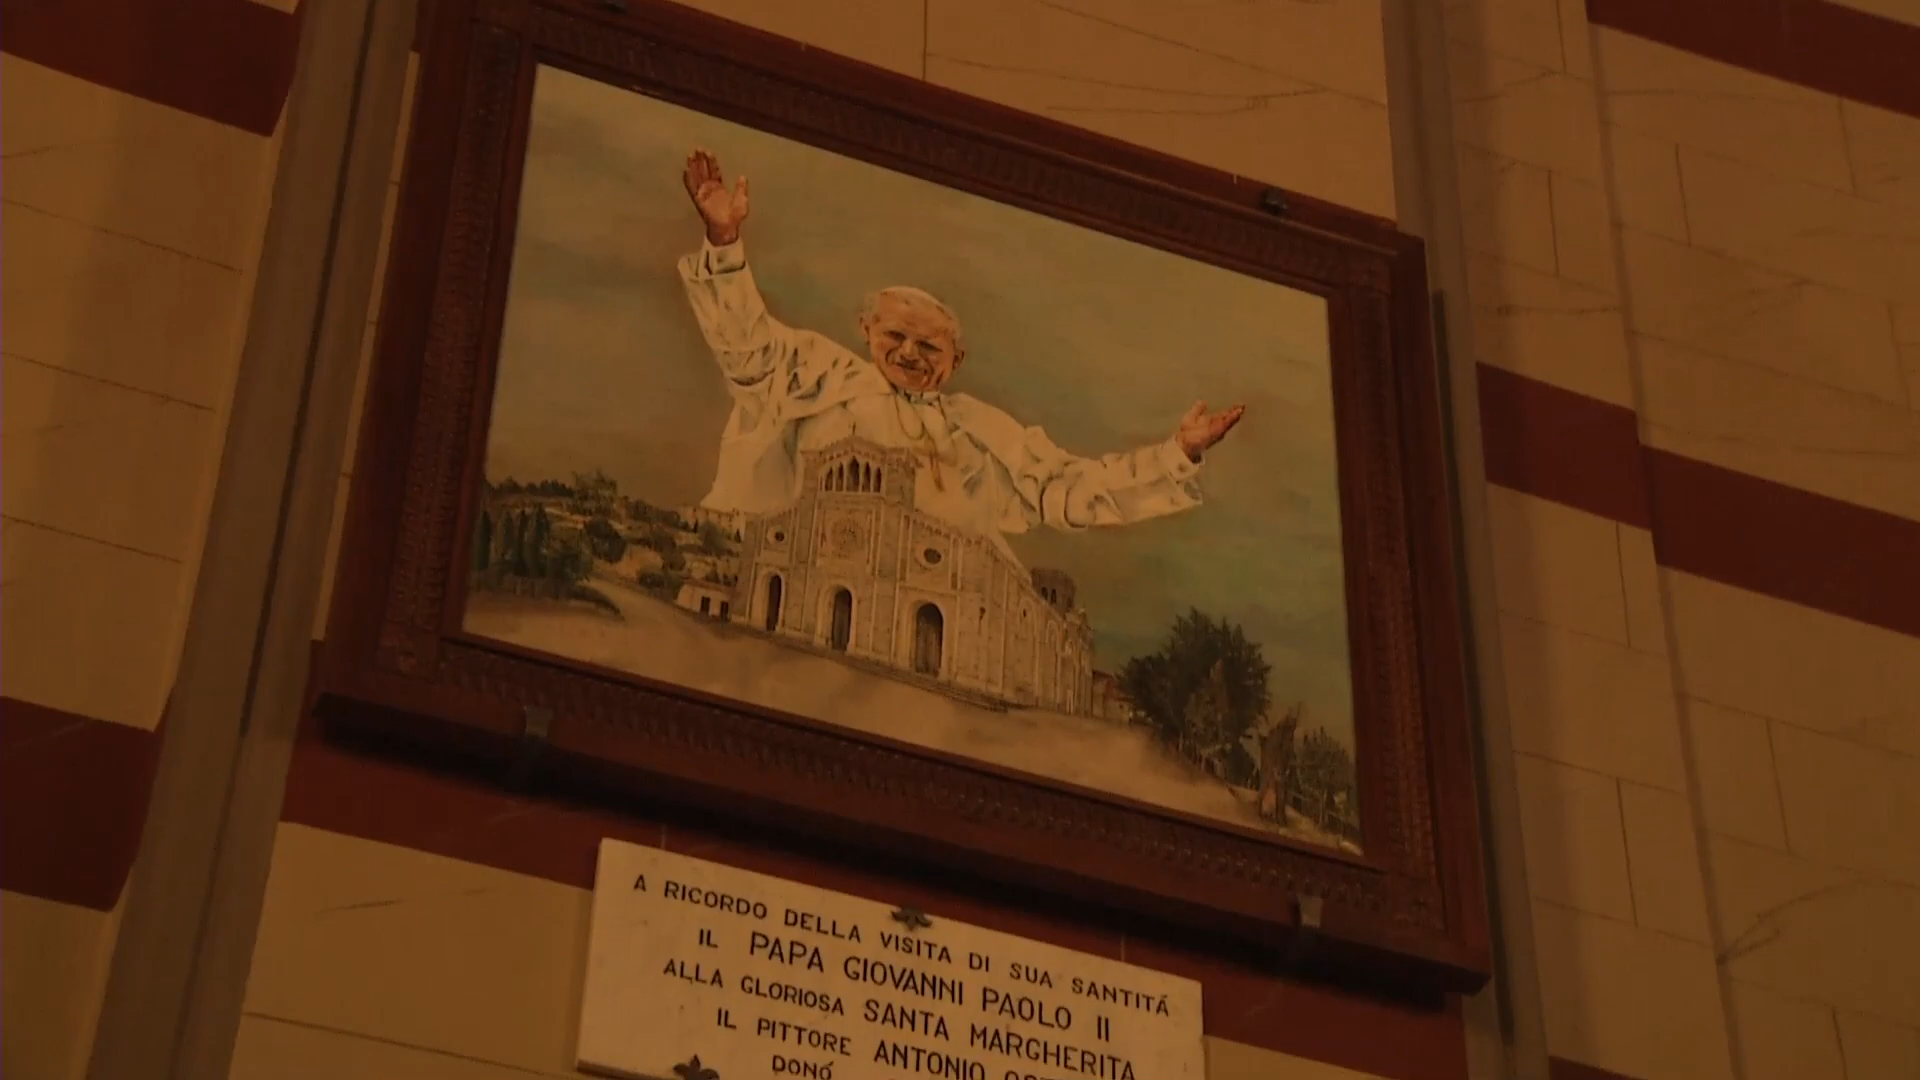 A RICORDO DELLA VISITA DI SUA SANTITÁ
IL PAPA GIOVANNI PAOLO II
ALLA GLORIOSA SANTA MARGHERITA
IL PITTORE ANTONIO
DONÓ